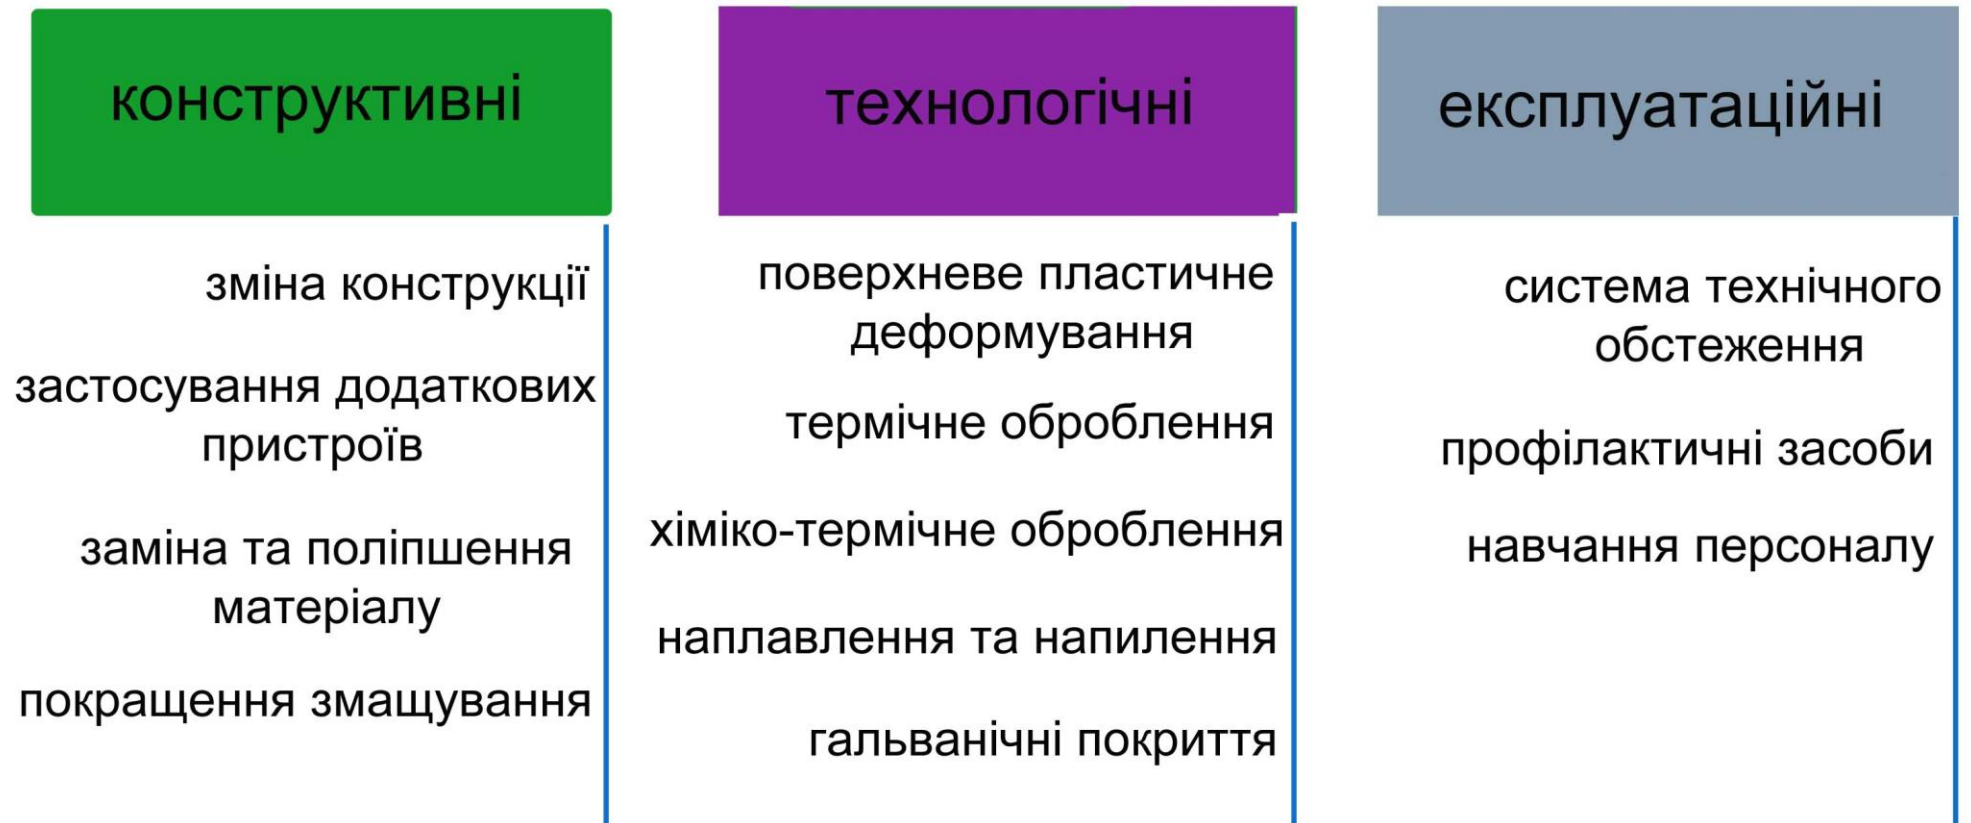 конструктивні
зміна конструкції
застосування додаткових
пристроїв
заміна та поліпшення
матеріалу
покращення змащування
технологічні
поверхневе пластичне
деформування
термічне оброблення
хіміко-термічне оброблення
наплавлення та напилення
гальванічні покриття
експлуатаційні
система технічного
обстеження
профілактичні засоби
навчання персоналу